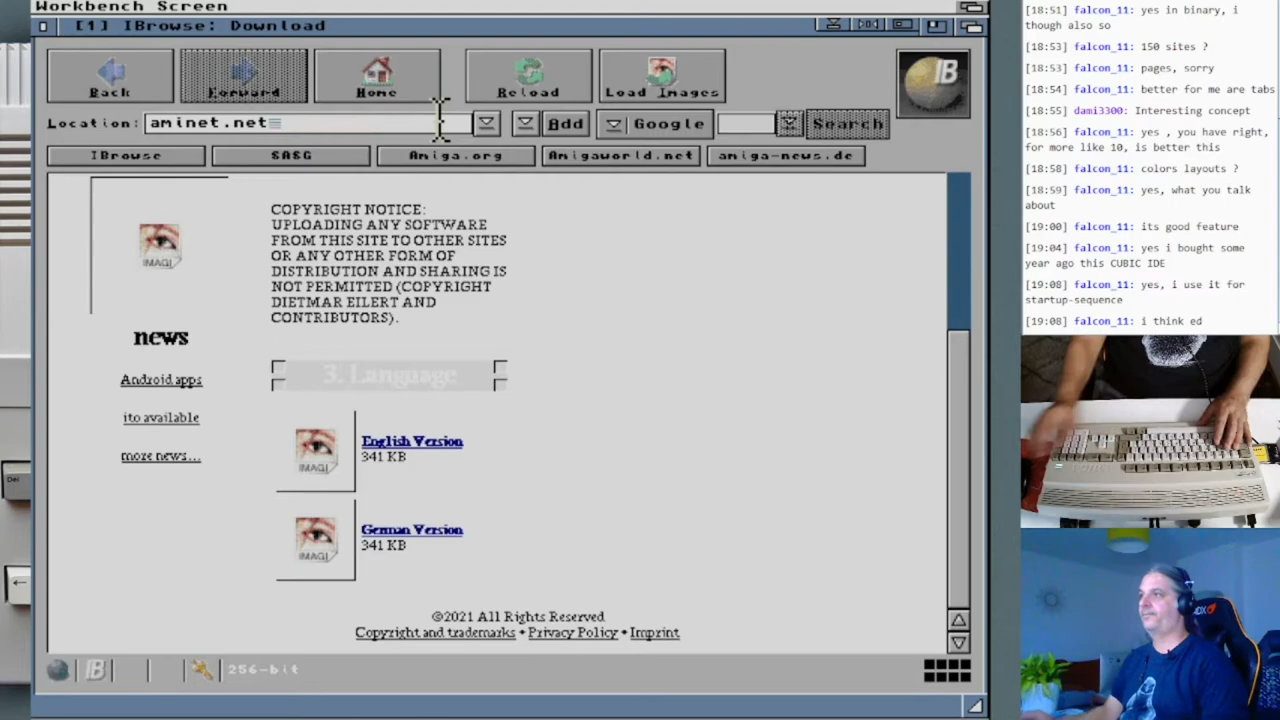 Workbench Screen
[1] IBrowse: Download
Back
Forward
Home
Reload
Load Images
IB
Location:
aminet.net
Add
Google
Search
IBrowse
SASG
Amiga.org
Amigaworld.net
amiga-news.de
COPYRIGHT NOTICE:
UPLOADING ANY SOFTWARE
FROM THIS SITE TO OTHER SITES
OR ANY OTHER FORM OF
DISTRIBUTION AND SHARING IS
NOT PERMITTED (COPYRIGHT
DIETMAR EILERT AND
CONTRIBUTORS).
IMAGI
news
Android apps
ito available
more news...
3. Language
IMAGI
English Version
341 KB
IMAGI
German Version
341 KB
©2021 All Rights Reserved
Copyright and trademarks • Privacy Policy • Imprint
IB
256-bit
Del
[18:51] falcon_11: yes in binary, i
though also so
[18:53] falcon_11: 150 sites ?
[18:53] falcon_11: pages, sorry
[18:54] falcon_11: better for me are tabs
[18:55] dami3300: Interesting concept
[18:56] falcon_11: yes , you have right,
for more like 10, is better this
[18:58] falcon_11: colors layouts ?
[18:59] falcon_11: yes, what you talk
about
[19:00] falcon_11: its good feature
[19:04] falcon_11: yes i bought some
year ago this CUBIC IDE
[19:08] falcon_11: yes, i use it for
startup-sequence
[19:08] falcon_11: i think ed